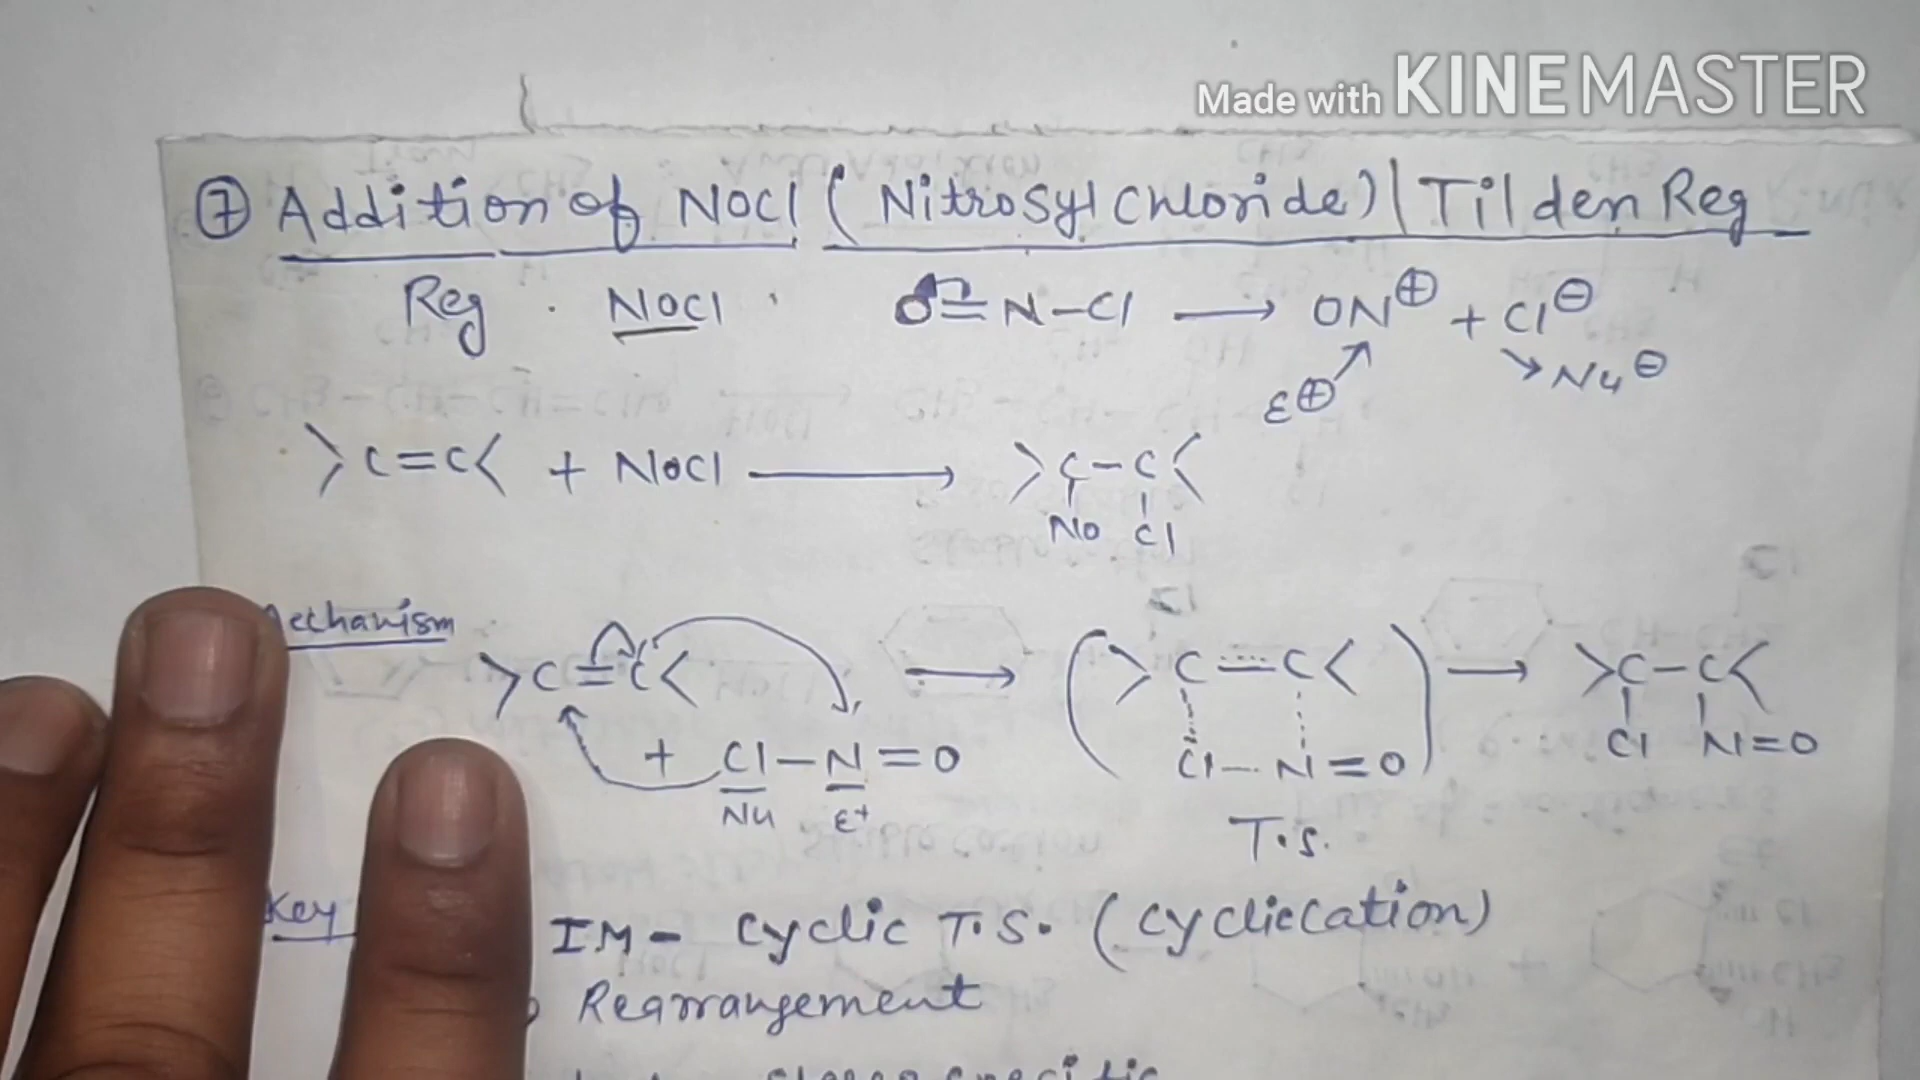 Made with KINEMASTER
⑦ Addition of NOCl (Nitrosyl Chloride) | Tilden Reg
Reg . NOCl O=N-Cl ⟶ ON⊕ + Cl⊖
E⊕ Nu⊖
>C=C< + NOCl ⟶ >C-C<
NO Cl
Mechanism
>C=C< ⟶ ( >C=C< ) ⟶ >C-C<
+ Cl-N=O Cl---N=O Cl N=O
Nu E+ T.S.
Key IM- Cyclic T.S. (cycliccation)
Rearrangement